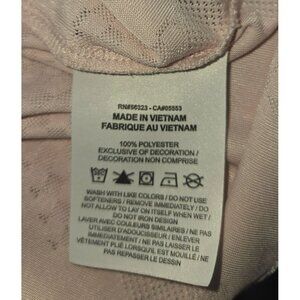 RN#56323 - CA#05553
MADE IN VIETNAM
FABRIQUE AU VIETNAM
100% POLYESTER
EXCLUSIVE OF DECORATION /
DECORATION NON COMPRISE
WASH WITH LIKE COLORS / DO NOT USE
SOFTENERS / REMOVE IMMEDIATELY / DO
NOT ALLOW TO LAY ON ITSELF WHEN WET /
DO NOT IRON DESIGN
LAVER AVEC COULEURS SIMILAIRES / NE PAS
UTILISER D'ADOUCISSEUR / ENLEVER
IMMÉDIATEMENT / NE PAS LAISSER LE
VÊTEMENT PLIÉ LORSQU'IL EST MOUILLÉ / NE
PAS REPASSER LE DESSIN